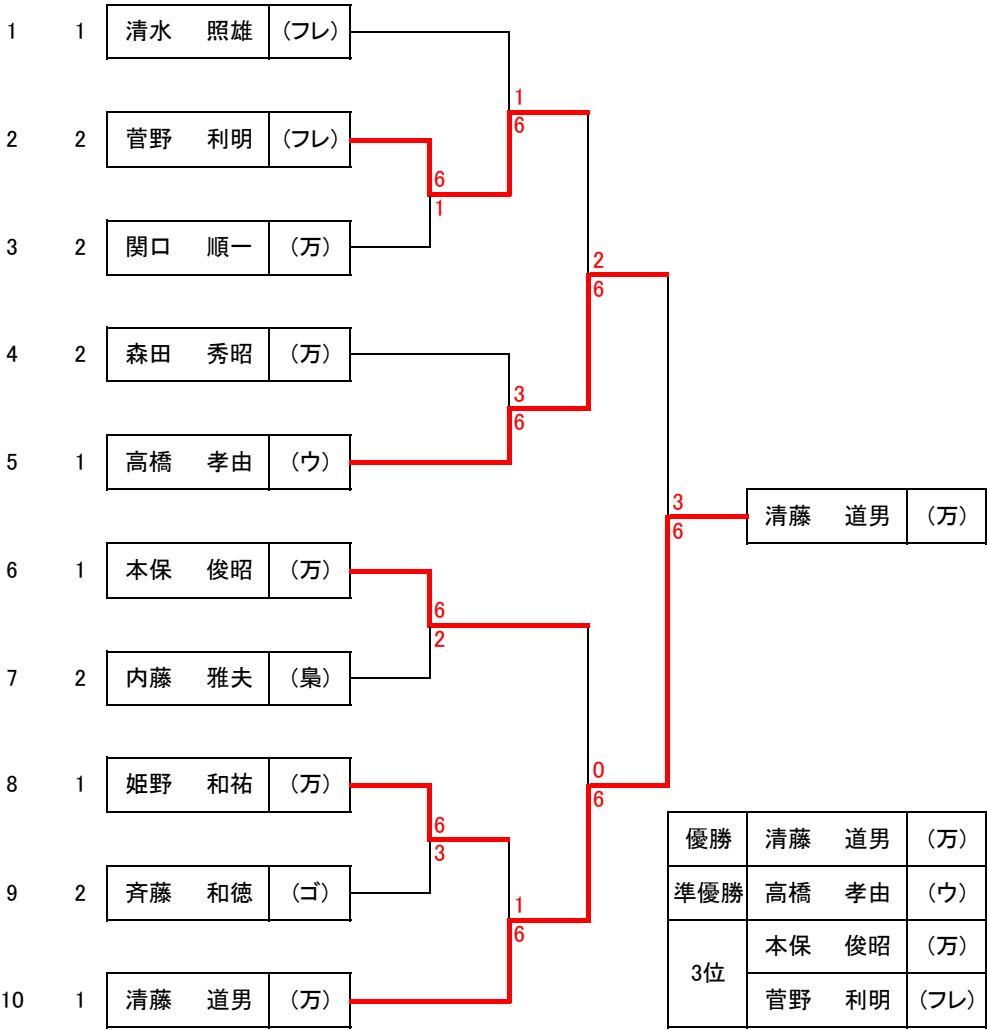 1 1 清水 照雄 (フレ)
1
6
2 2 菅野 利明 (フレ)
6
1
3 2 関口 順一 (万)
2
6
4 2 森田 秀昭 (万)
3
6
5 1 高橋 孝由 (ウ)
3
6
清藤 道男 (万)
6 1 本保 俊昭 (万)
6
2
7 2 内藤 雅夫 (梟)
0
6
8 1 姫野 和祐 (万)
6
3
9 2 斉藤 和徳 (ゴ)
1
6
10 1 清藤 道男 (万)
優勝 清藤 道男 (万)
準優勝 高橋 孝由 (ウ)
3位
本保 俊昭 (万)
菅野 利明 (フレ)